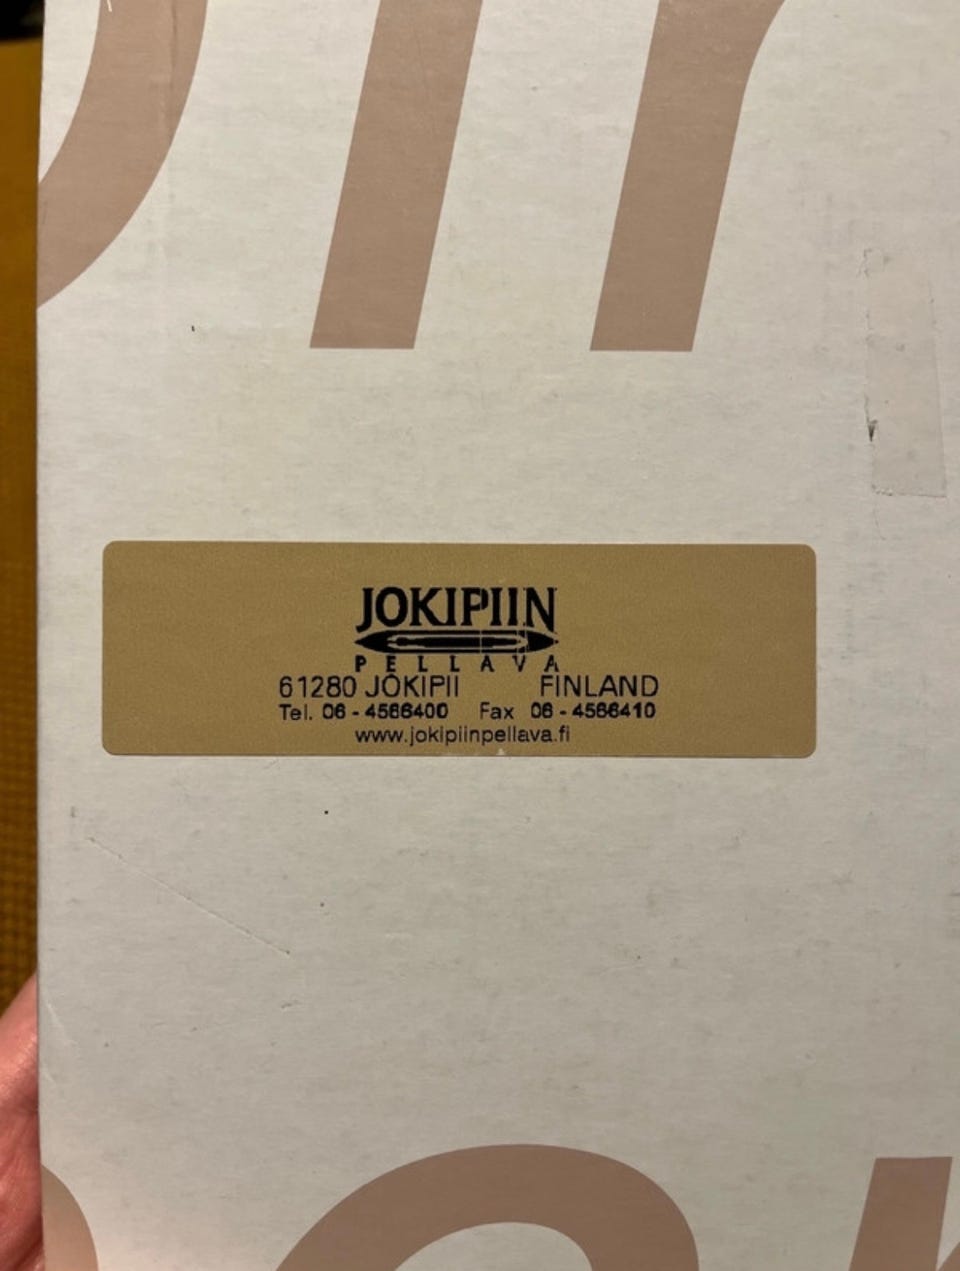 JOKIPIIN
PELLAVA
61280 JOKIPII FINLAND
Tel. 06 - 4566400 Fax 06 - 4566410
www.jokipiinpellava.fi